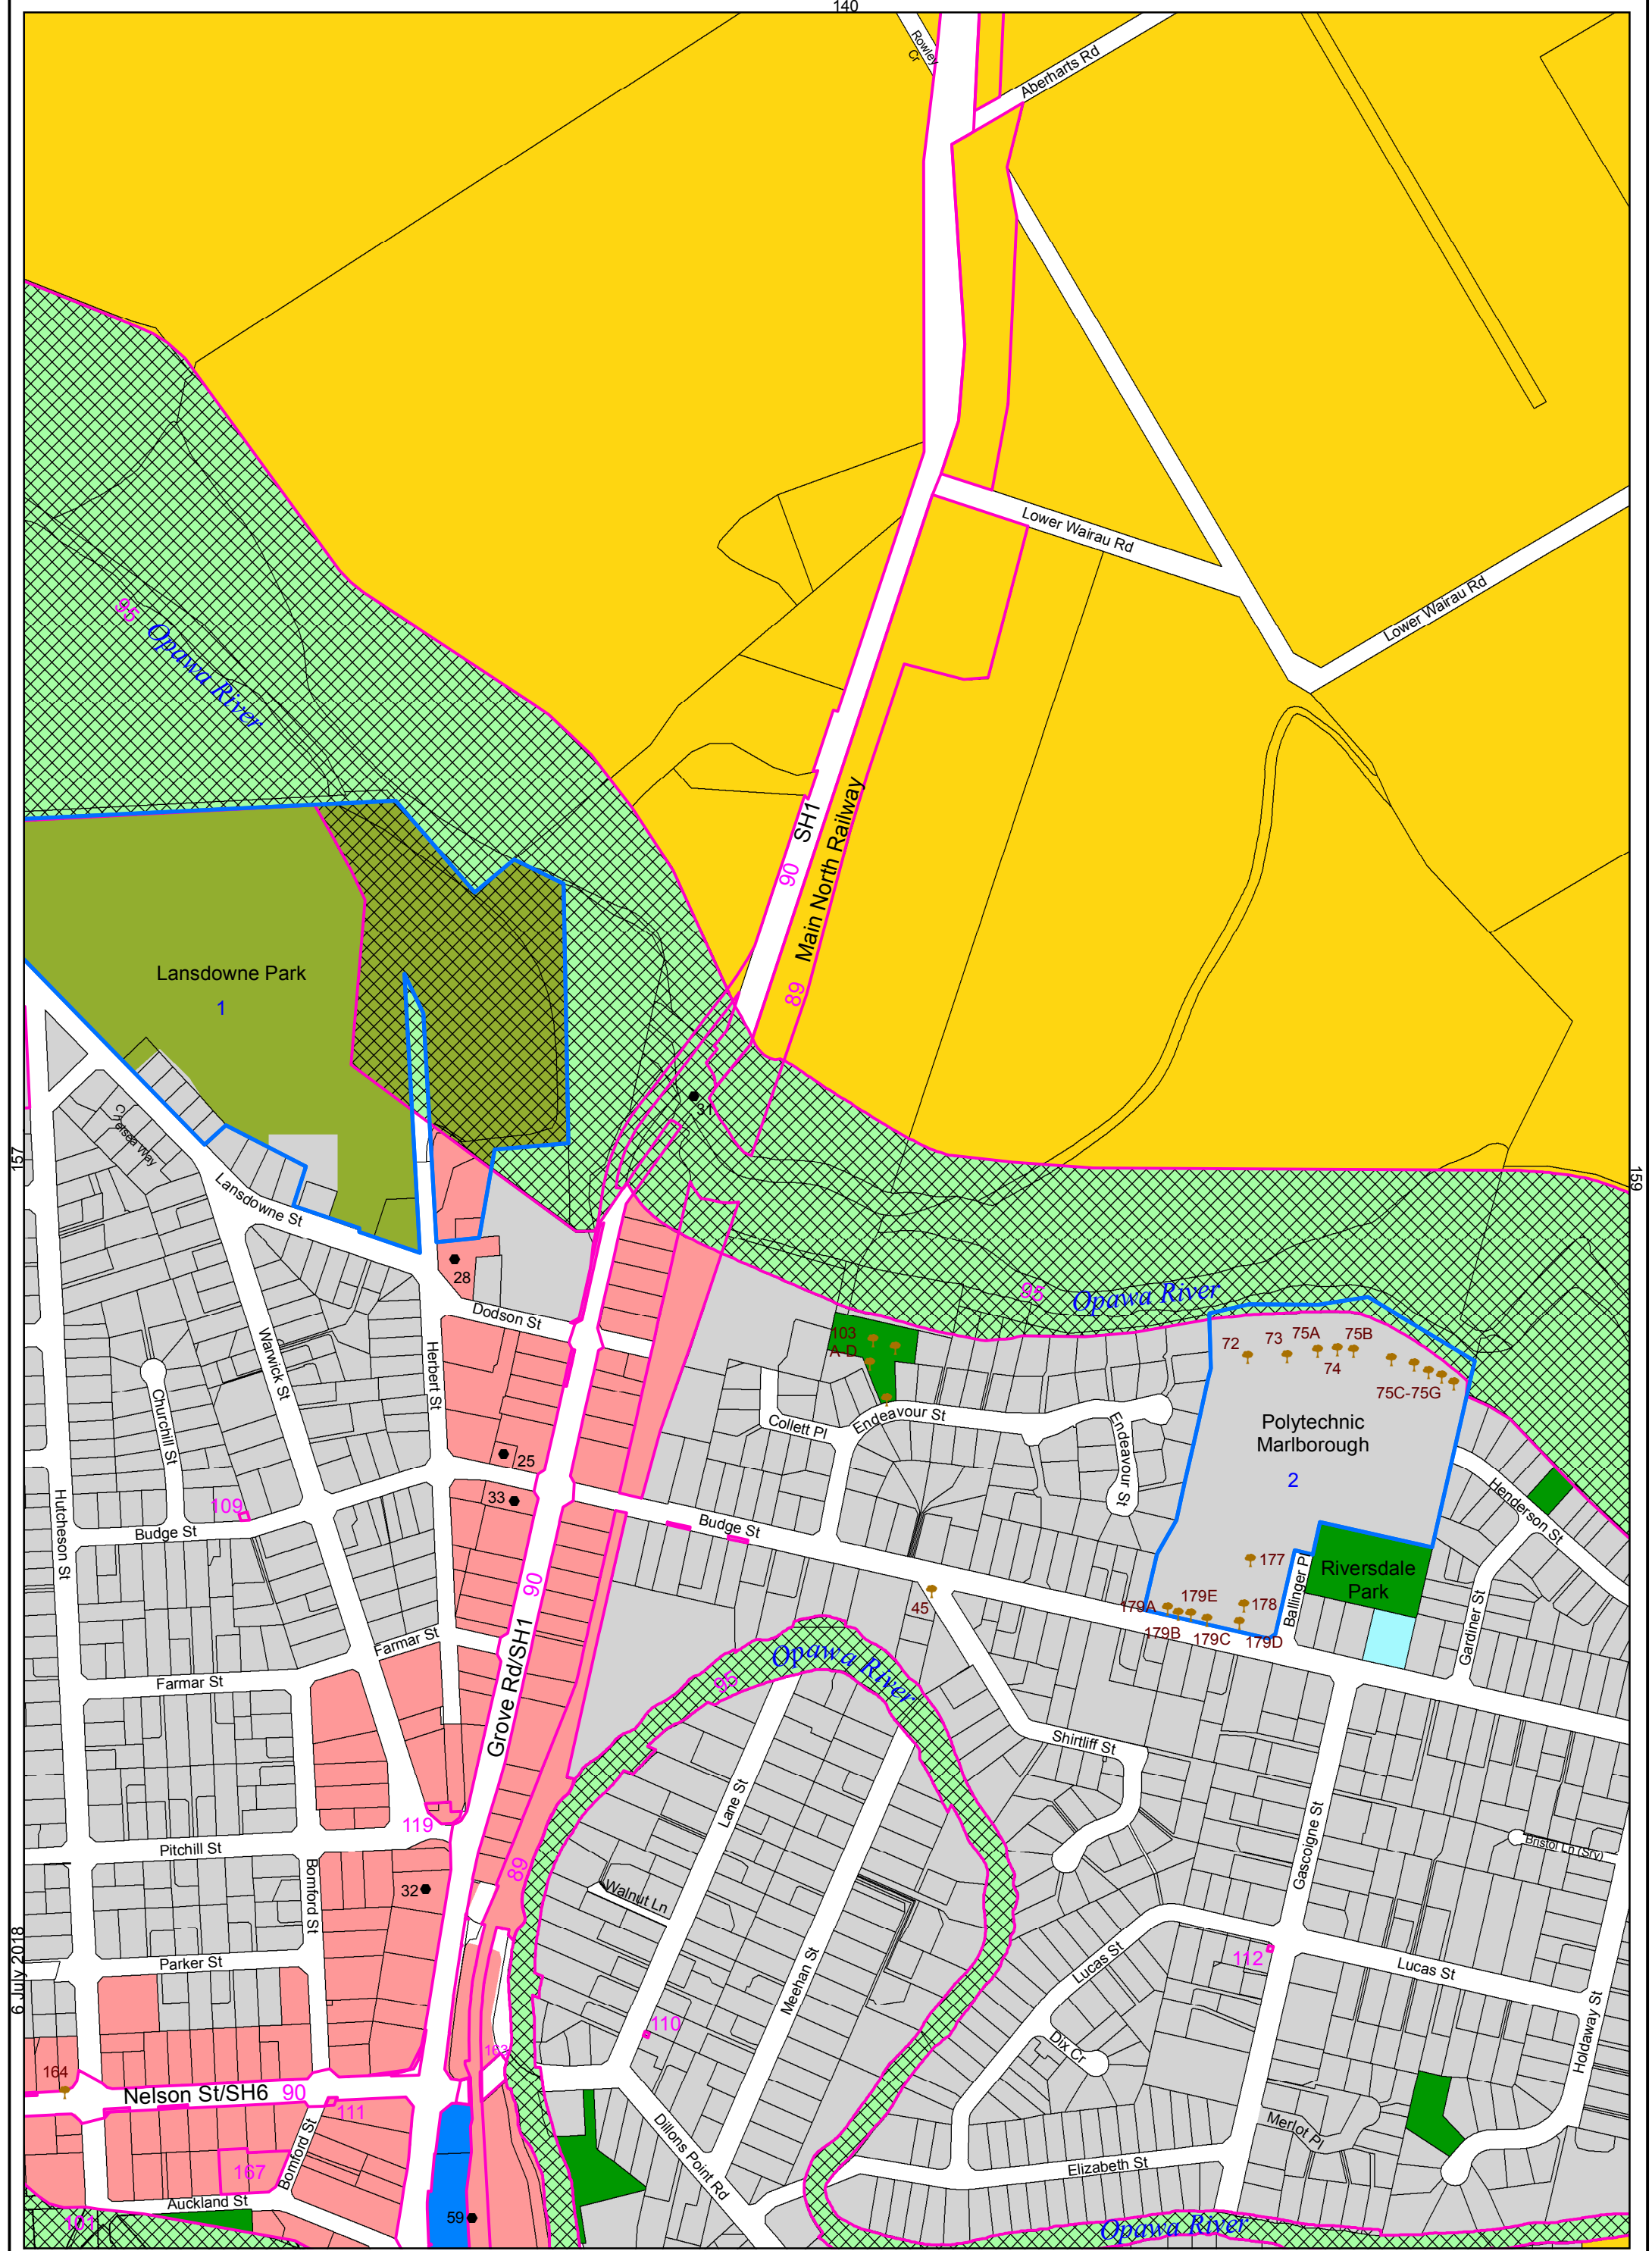 140
Rowley
Cr
Aberharts Rd
Lower Wairau Rd
Lower Wairau Rd
95
Opawa River
SH1
90
Main North Railway
89
Lansdowne Park
1
31
157
159
Chelsea Way
Lansdowne St
28
Dodson St
95
Opawa River
103
A-D
72
73
75A
75B
74
75C-75G
Warwick St
Herbert St
Churchill St
Collett Pl
Endeavour St
Endeavour St
Polytechnic
Marlborough
2
25
33
109
Hutcheson St
Budge St
Budge St
Henderson St
177
Riversdale
Park
Ballinger Pl
90
45
179A
179E
178
179B
179C
179D
Gardiner St
Farmar St
Farmar St
Grove Rd/SH1
Opawa River
95
Shirtliff St
Lane St
119
Pitchill St
Gascoigne St
Bristol Ln (Srv)
Bomford St
32
89
Walnut Ln
Parker St
6 July 2018
Meehan St
Lucas St
112
Lucas St
110
Dix Cr
Holdaway St
163
164
Nelson St/SH6
90
111
Bomford St
167
Dillons Point Rd
Merlot Pl
Elizabeth St
Auckland St
101
59
Opawa River